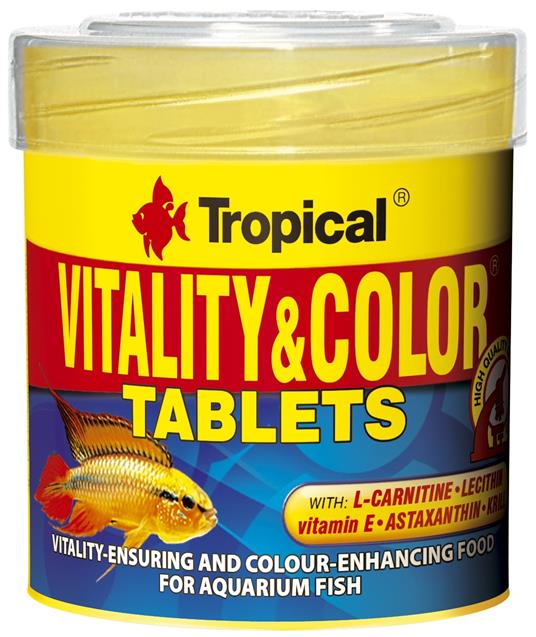 Tropical®
VITALITY&COLOR®
TABLETS
HIGH QUALITY
WITH: L-CARNITINE•LECITHIN
vitamin E•ASTAXANTHIN•KRILL
VITALITY-ENSURING AND COLOUR-ENHANCING FOOD
FOR AQUARIUM FISH